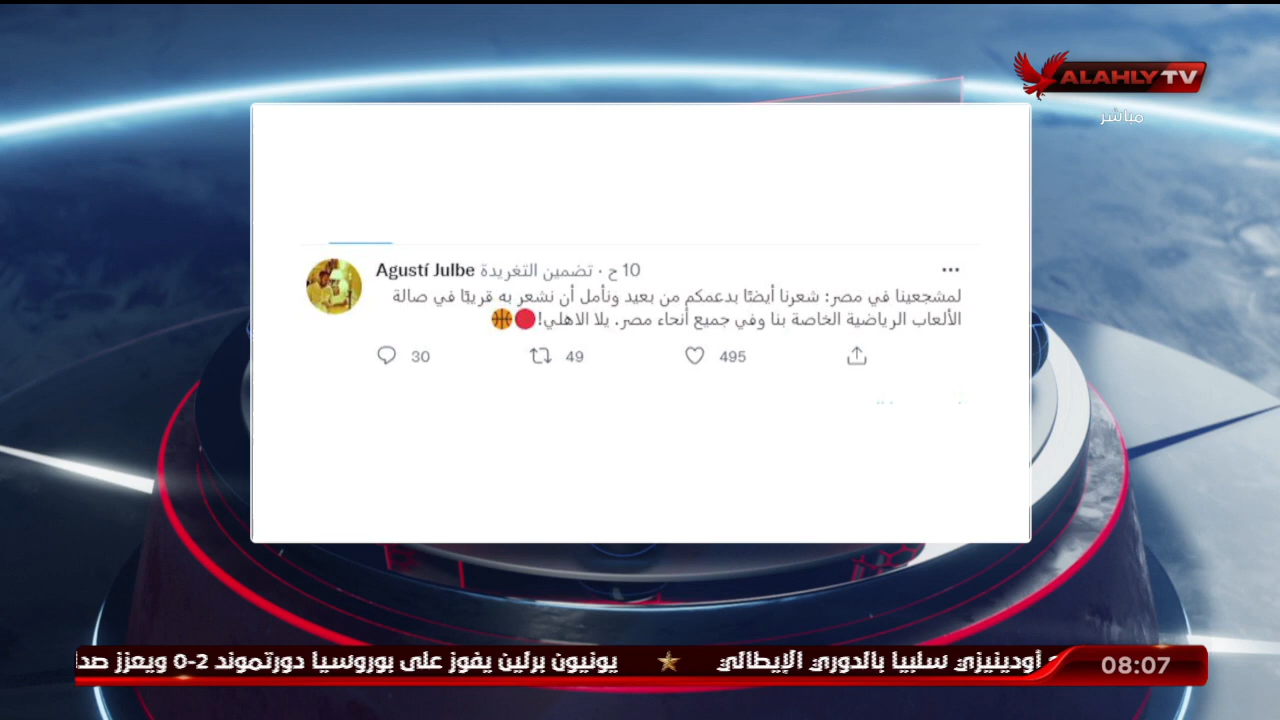 ALAHLY TV
مباشر
Agustí Julbe تضمين التغريدة · 10 ح
لمشجعينا في مصر: شعرنا أيضًا بدعمكم من بعيد ونأمل أن نشعر به قريبًا في صالة
الألعاب الرياضية الخاصة بنا وفي جميع أنحاء مصر. يلا الاهلي!🔴🏀
30 49 495
أودينيزي سلبيا بالدوري الإيطالي ★ يونيون برلين يفوز على بوروسيا دورتموند 2-0 ويعزز
08:07